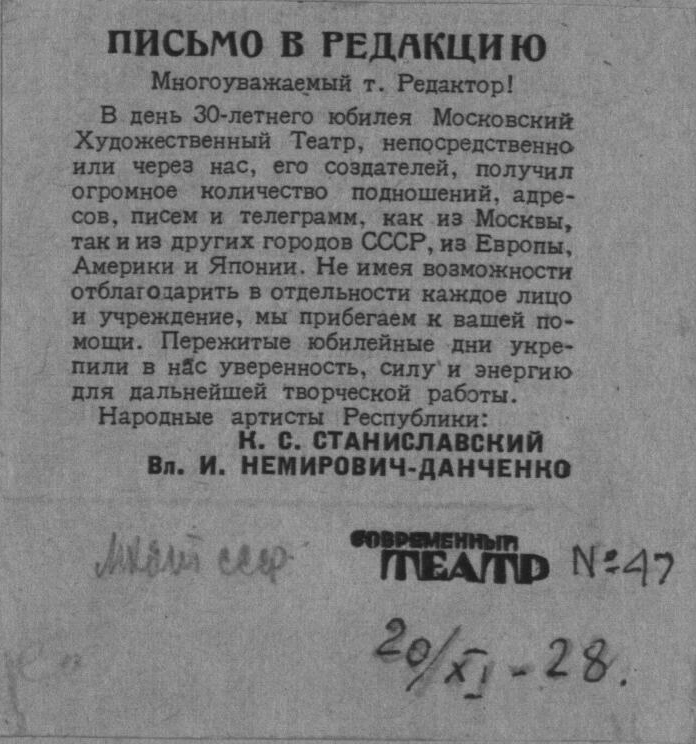 ПИСЬМО В РЕДАКЦИЮ
Многоуважаемый т. Редактор!
В день 30-летнего юбилея Московский
Художественный Театр, непосредственно
или через нас, его создателей, получил
огромное количество подношений, адре-
сов, писем и телеграмм, как из Москвы,
так и из других городов СССР, из Европы,
Америки и Японии. Не имея возможности
отблагодарить в отдельности каждое лицо
и учреждение, мы прибегаем к вашей по-
мощи. Пережитые юбилейные дни укре-
пили в нас уверенность, силу и энергию
для дальнейшей творческой работы.
Народные артисты Республики:
К. С. СТАНИСЛАВСКИЙ
Вл. И. НЕМИРОВИЧ-ДАНЧЕНКО
СОВРЕМЕННЫЙ
ТЕАТР №47
МХАТ СССР
20/XI-28.